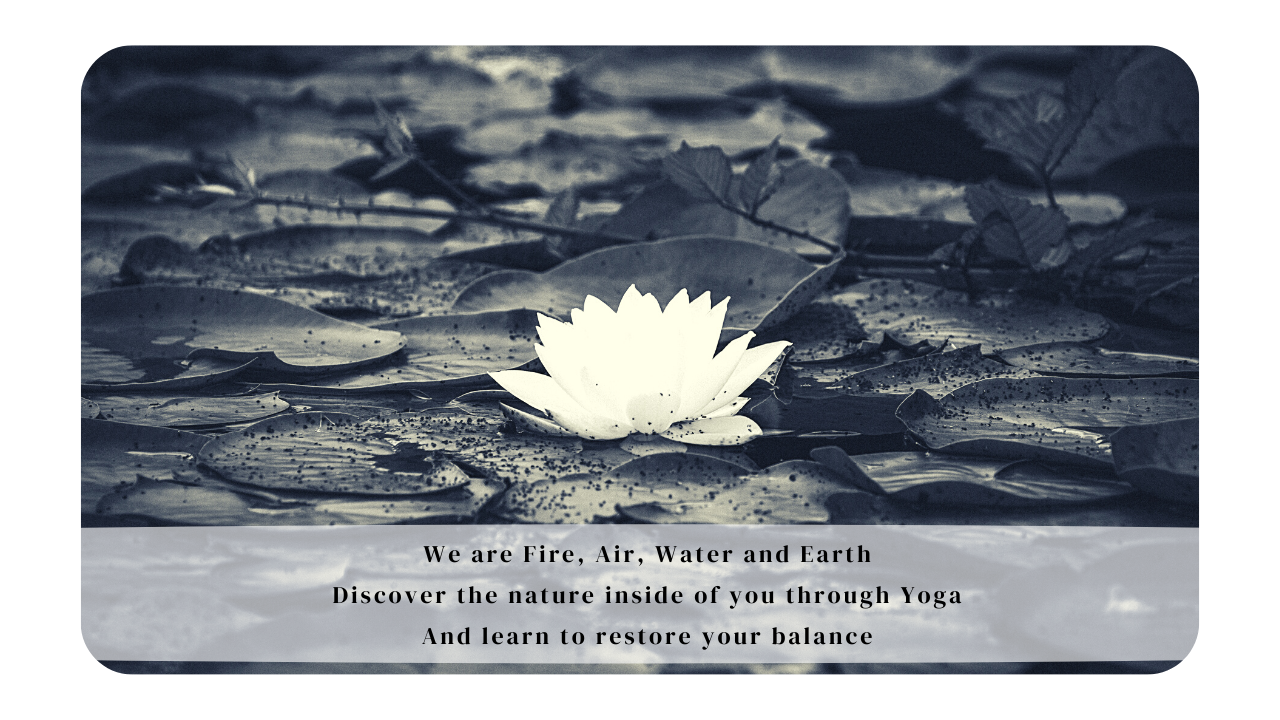 We are Fire, Air, Water and Earth
Discover the nature inside of you through Yoga
And learn to restore your balance